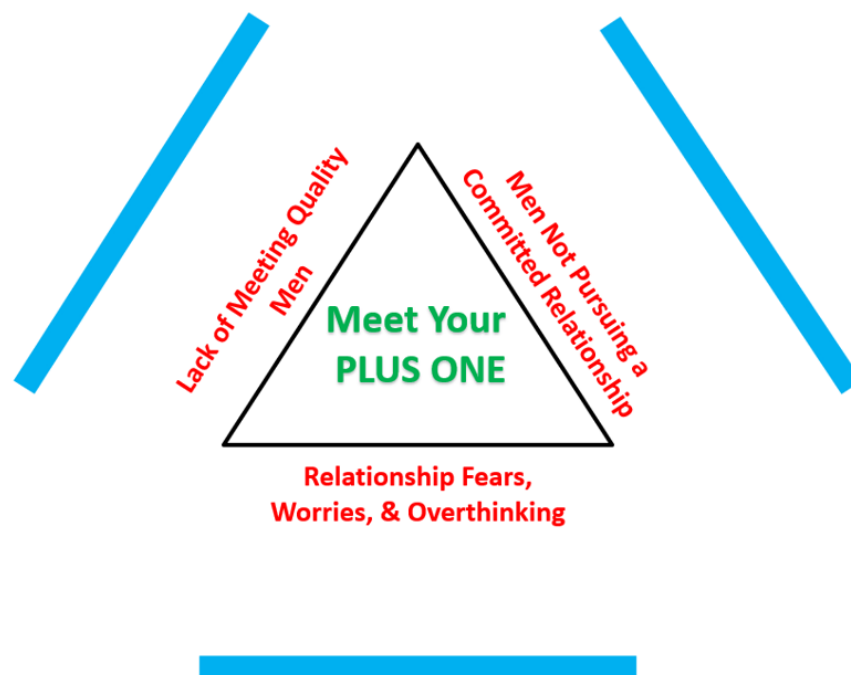 Lack of Meeting Quality
Men
Men Not Pursuing a
Committed Relationship
Meet Your
PLUS ONE
Relationship Fears,
Worries, & Overthinking